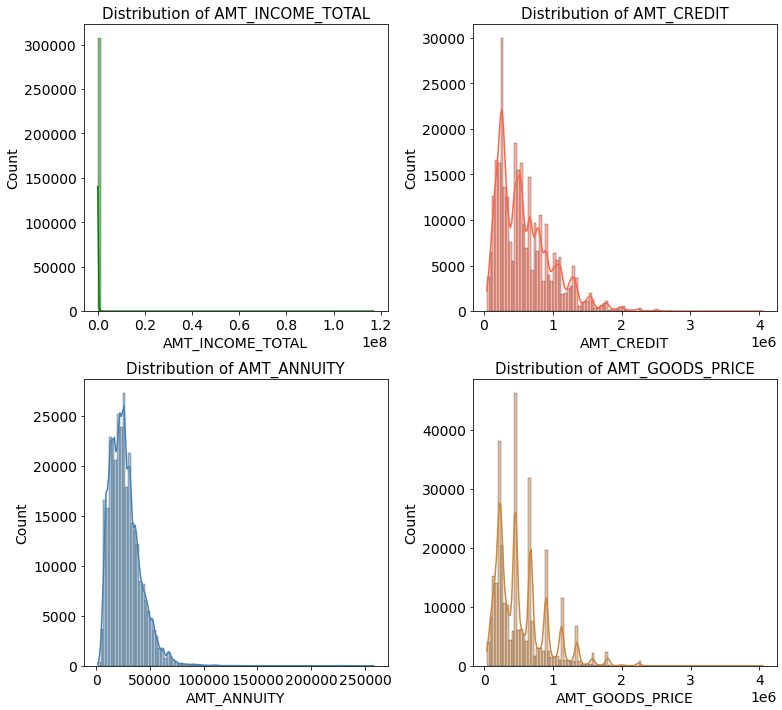 Distribution of AMT_INCOME_TOTAL
300000
250000
200000
150000
100000
50000
0
Count
0.0 0.2 0.4 0.6 0.8 1.0 1.2
1e8
AMT_INCOME_TOTAL
Distribution of AMT_CREDIT
30000
25000
20000
15000
10000
5000
0
Count
0 1 2 3 4
1e6
AMT_CREDIT
Distribution of AMT_ANNUITY
25000
20000
15000
10000
5000
0
Count
0 50000 100000 150000 200000 250000
AMT_ANNUITY
Distribution of AMT_GOODS_PRICE
40000
30000
20000
10000
0
Count
0 1 2 3 4
1e6
AMT_GOODS_PRICE